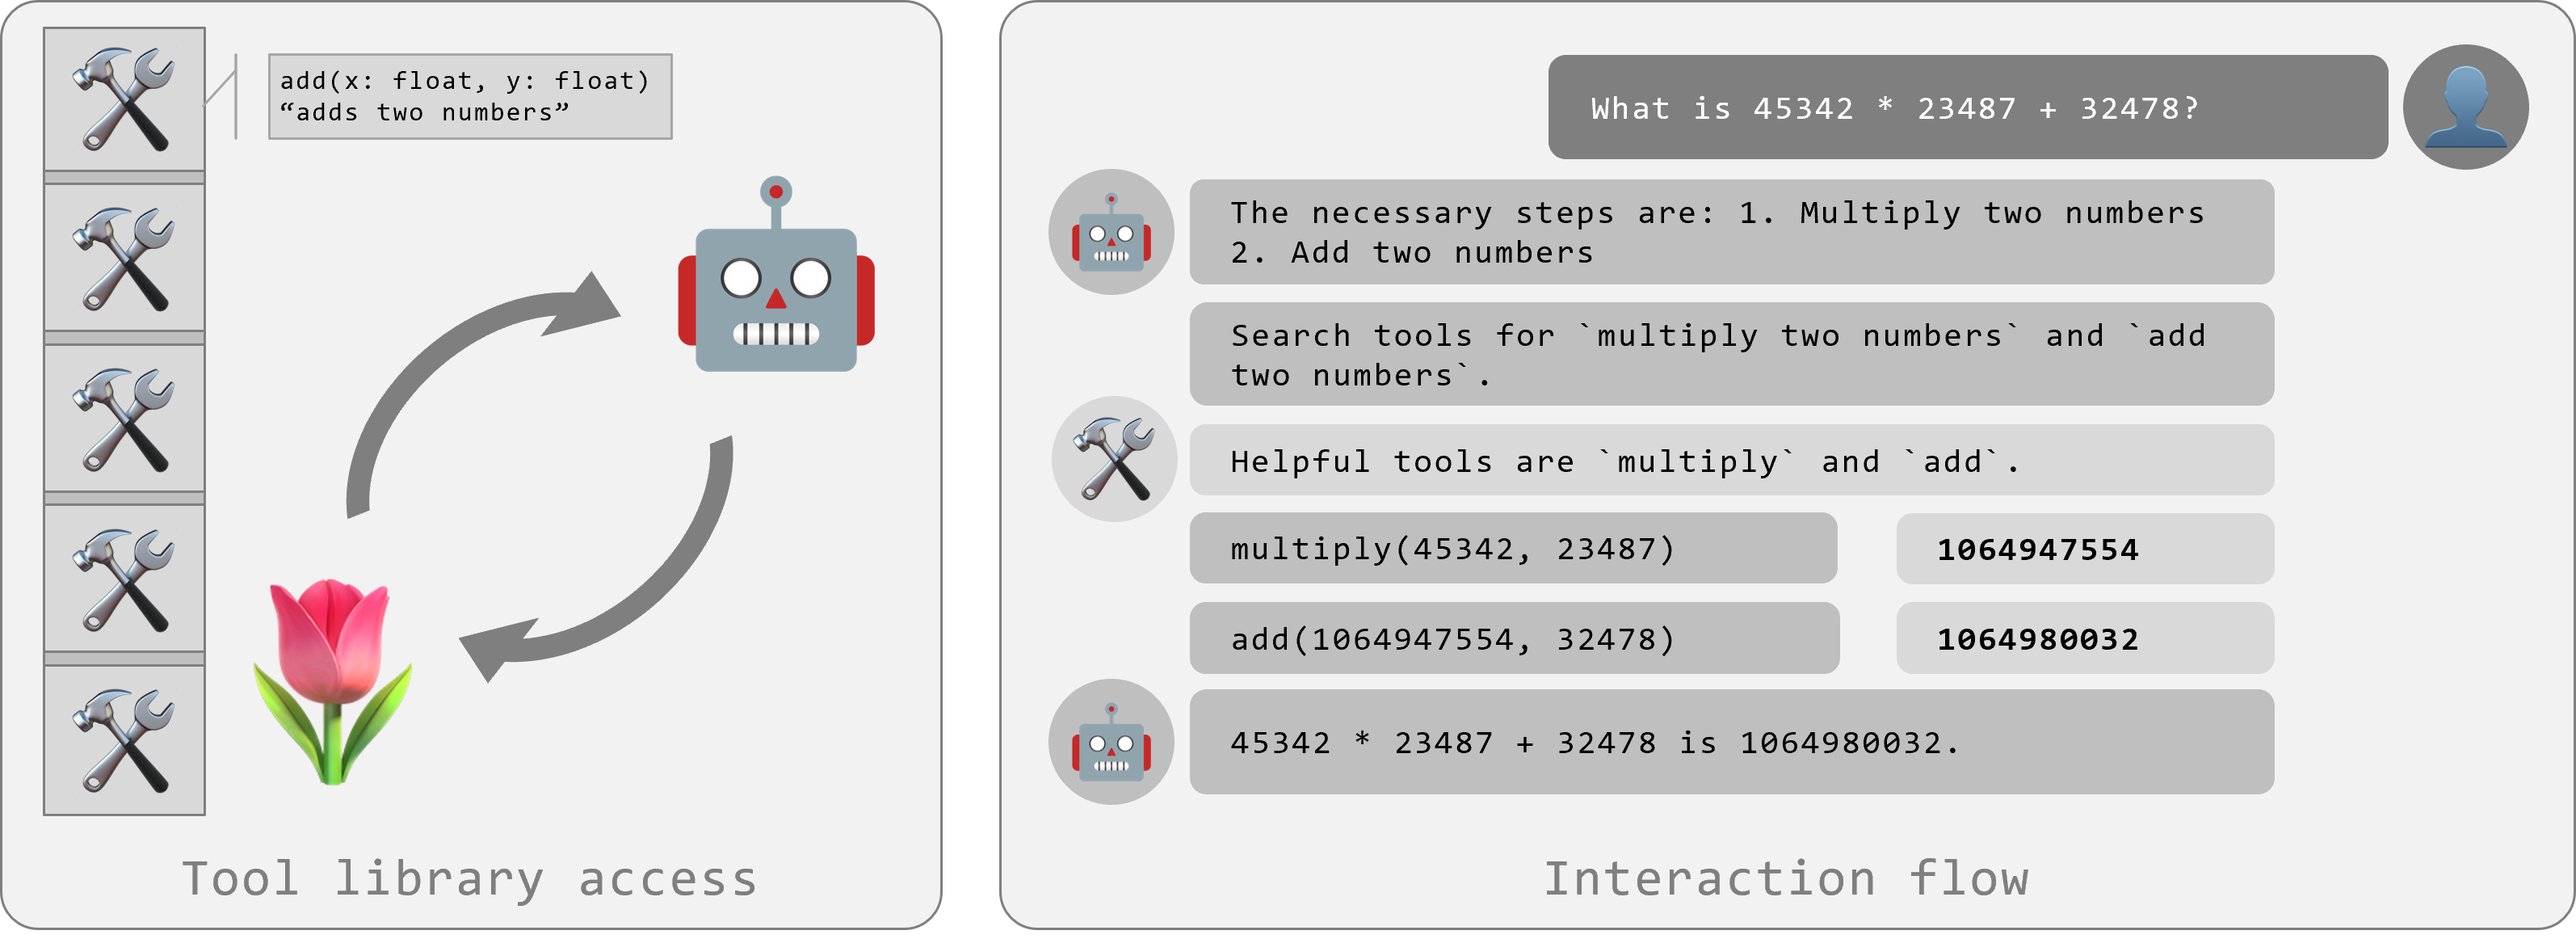 add(x: float, y: float)
“adds two numbers”
Tool library access
What is 45342 * 23487 + 32478?
The necessary steps are: 1. Multiply two numbers
2. Add two numbers
Search tools for `multiply two numbers` and `add
two numbers`.
Helpful tools are `multiply` and `add`.
multiply(45342, 23487)
1064947554
add(1064947554, 32478)
1064980032
45342 * 23487 + 32478 is 1064980032.
Interaction flow